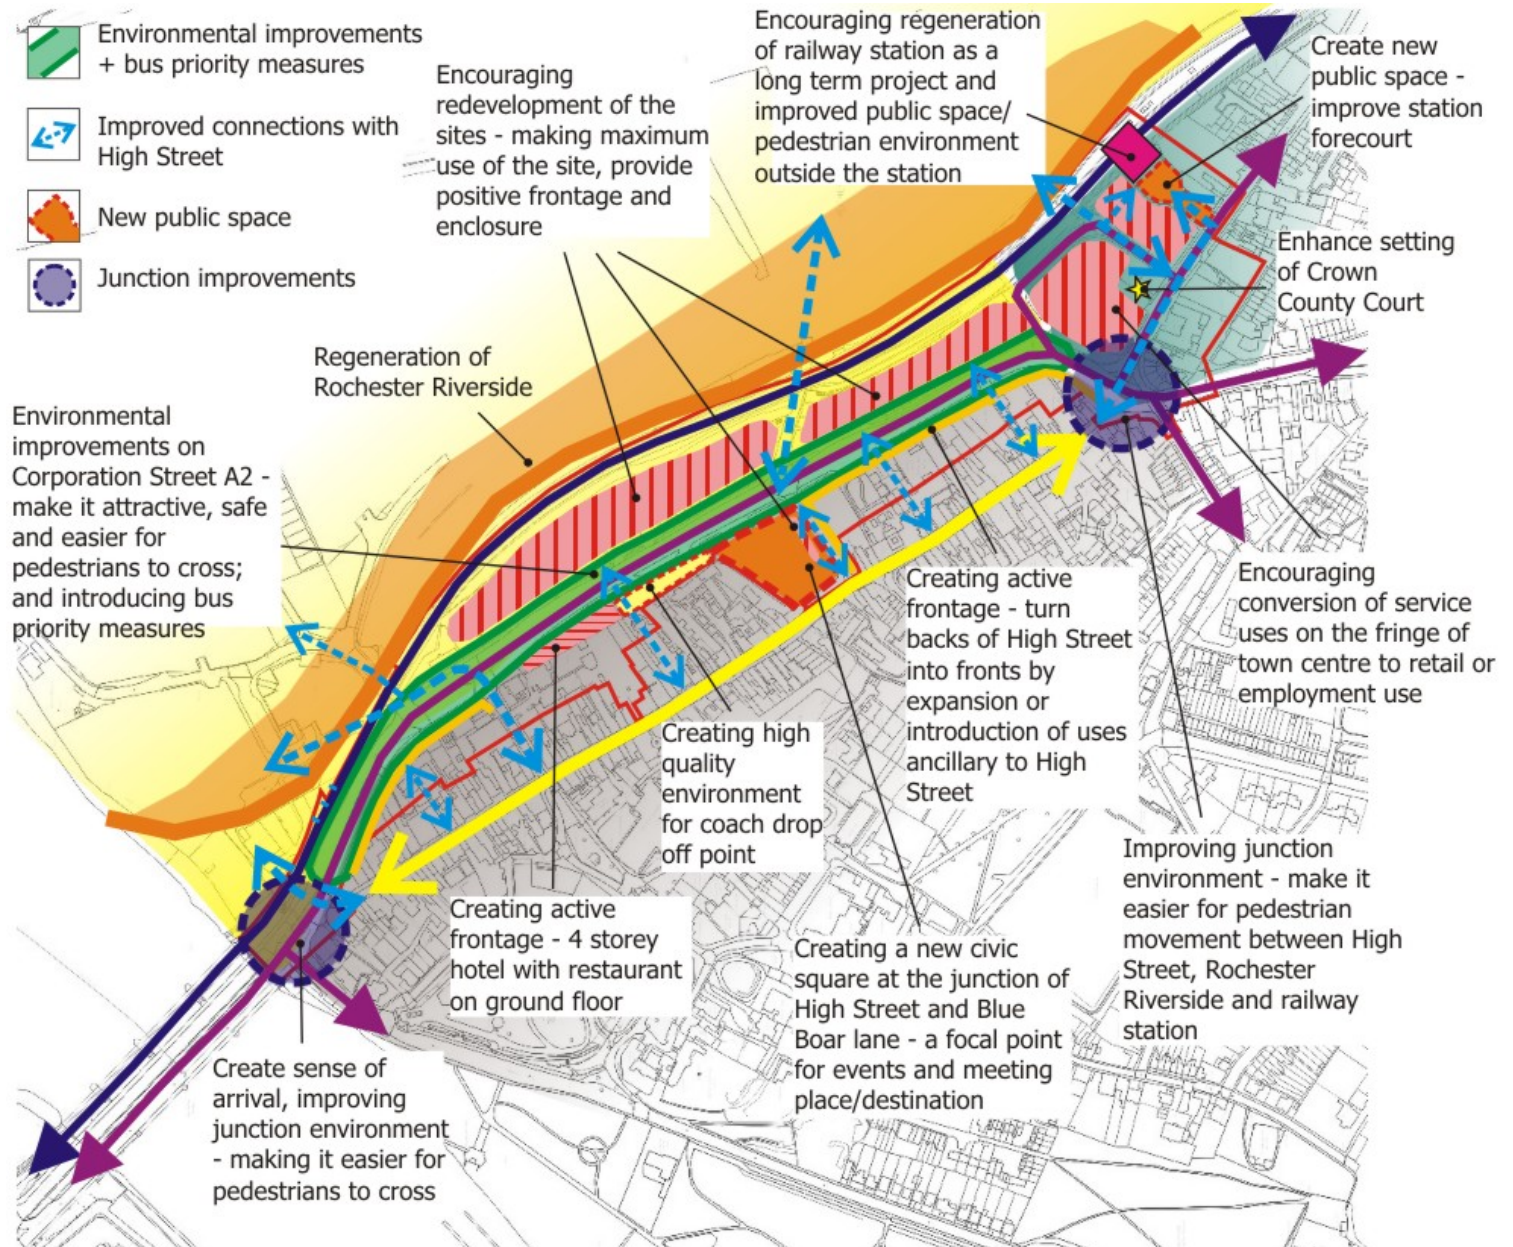 Environmental improvements
+ bus priority measures
Improved connections with
High Street
New public space
Junction improvements
Encouraging
redevelopment of the
sites - making maximum
use of the site, provide
positive frontage and
enclosure
Encouraging regeneration
of railway station as a
long term project and
improved public space/
pedestrian environment
outside the station
Create new
public space -
improve station
forecourt
Enhance setting
of Crown
County Court
Regeneration of
Rochester Riverside
Environmental
improvements on
Corporation Street A2 -
make it attractive, safe
and easier for
pedestrians to cross;
and introducing bus
priority measures
Creating active
frontage - turn
backs of High Street
into fronts by
expansion or
introduction of uses
ancillary to High
Street
Encouraging
conversion of service
uses on the fringe of
town centre to retail or
employment use
Creating high
quality
environment
for coach drop
off point
Improving junction
environment - make it
easier for pedestrian
movement between High
Street, Rochester
Riverside and railway
station
Creating active
frontage - 4 storey
hotel with restaurant
on ground floor
Creating a new civic
square at the junction of
High Street and Blue
Boar lane - a focal point
for events and meeting
place/destination
Create sense of
arrival, improving
junction environment
- making it easier for
pedestrians to cross